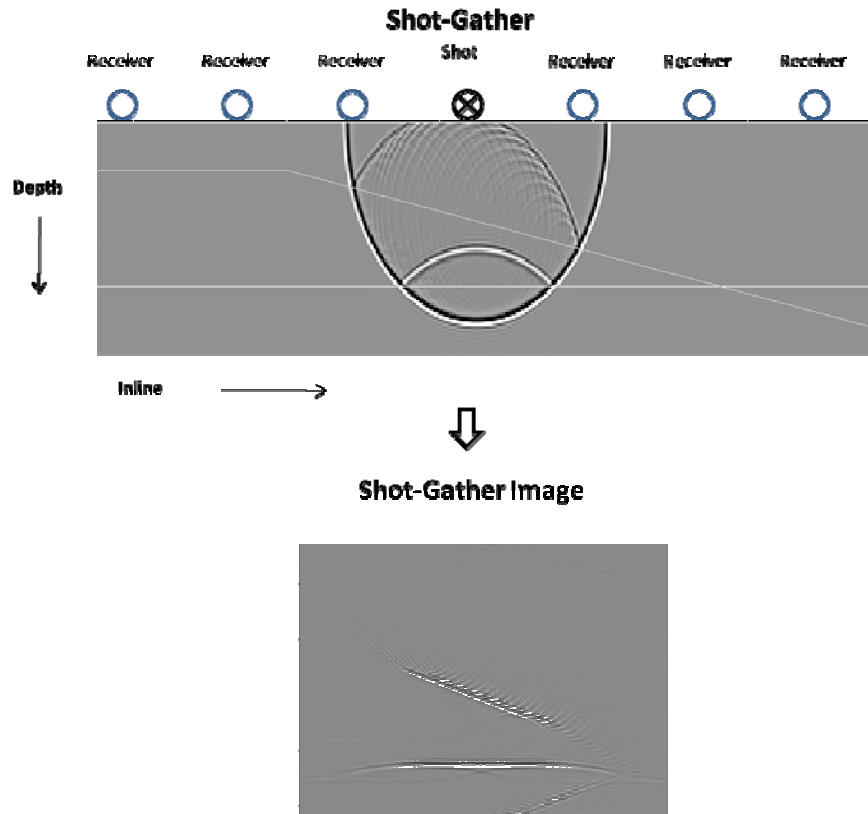 Shot-Gather
Receiver Receiver Receiver Shot Receiver Receiver Receiver
Depth
Inline
Shot-Gather Image